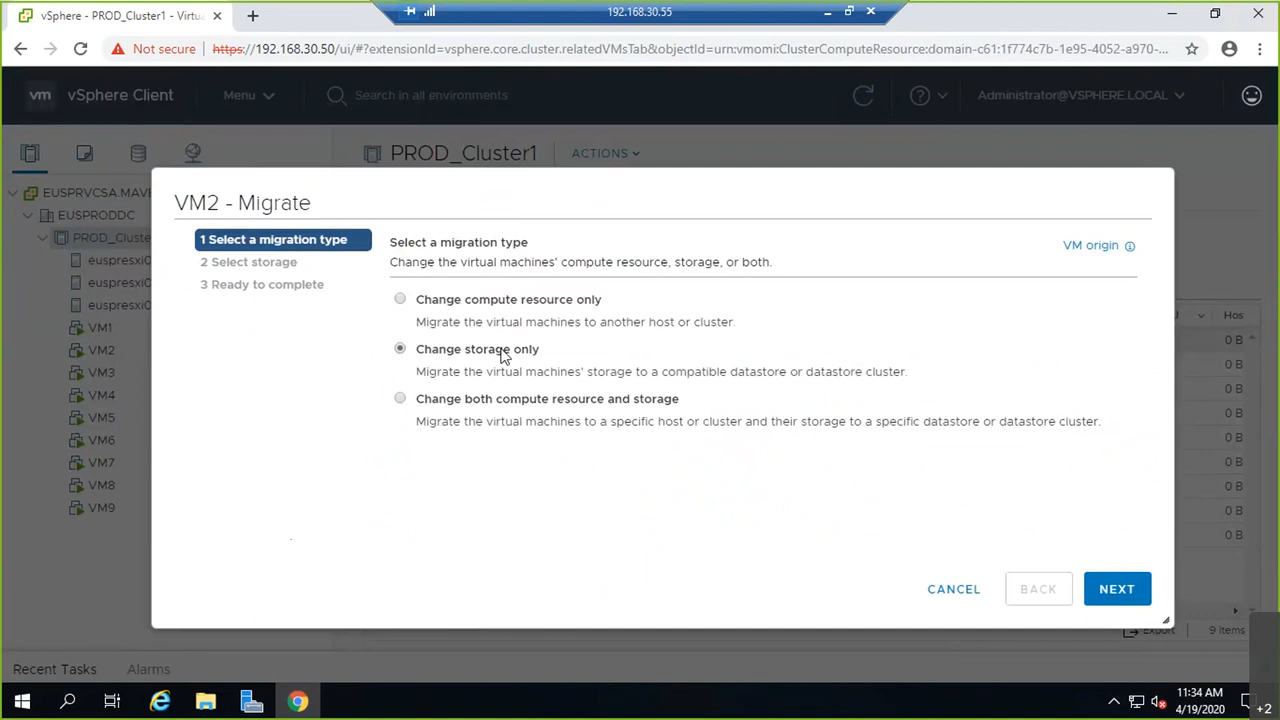 vSphere - PROD_Cluster1 - Virtu
192.168.30.55
Not secure
https://192.168.30.50/ui/#?extensionId=vsphere.core.cluster.relatedVMsTab&objectId=urn:vmomi:ClusterComputeResource:domain-c61:1f774c7b-1e95-4052-a970-...
vm vSphere Client
Menu
Search in all environments
Administrator@VSPHERE.LOCAL
PROD_Cluster1
ACTIONS
EUSPRVCSA.MAVE
EUSPRODDC
PROD_Cluste
euspresxi0
euspresxi0
euspresxi0
VM1
VM2
VM3
VM4
VM5
VM6
VM7
VM8
VM9
VM2 - Migrate
1 Select a migration type
2 Select storage
3 Ready to complete
Select a migration type
VM origin
Change the virtual machines' compute resource, storage, or both.
Change compute resource only
Migrate the virtual machines to another host or cluster.
Change storage only
Migrate the virtual machines' storage to a compatible datastore or datastore cluster.
Change both compute resource and storage
Migrate the virtual machines to a specific host or cluster and their storage to a specific datastore or datastore cluster.
CANCEL
BACK
NEXT
Hos
0 B
0 B
0 B
0 B
0 B
0 B
0 B
0 B
0 B
Export
9 items
Recent Tasks
Alarms
11:34 AM
4/19/2020
+2